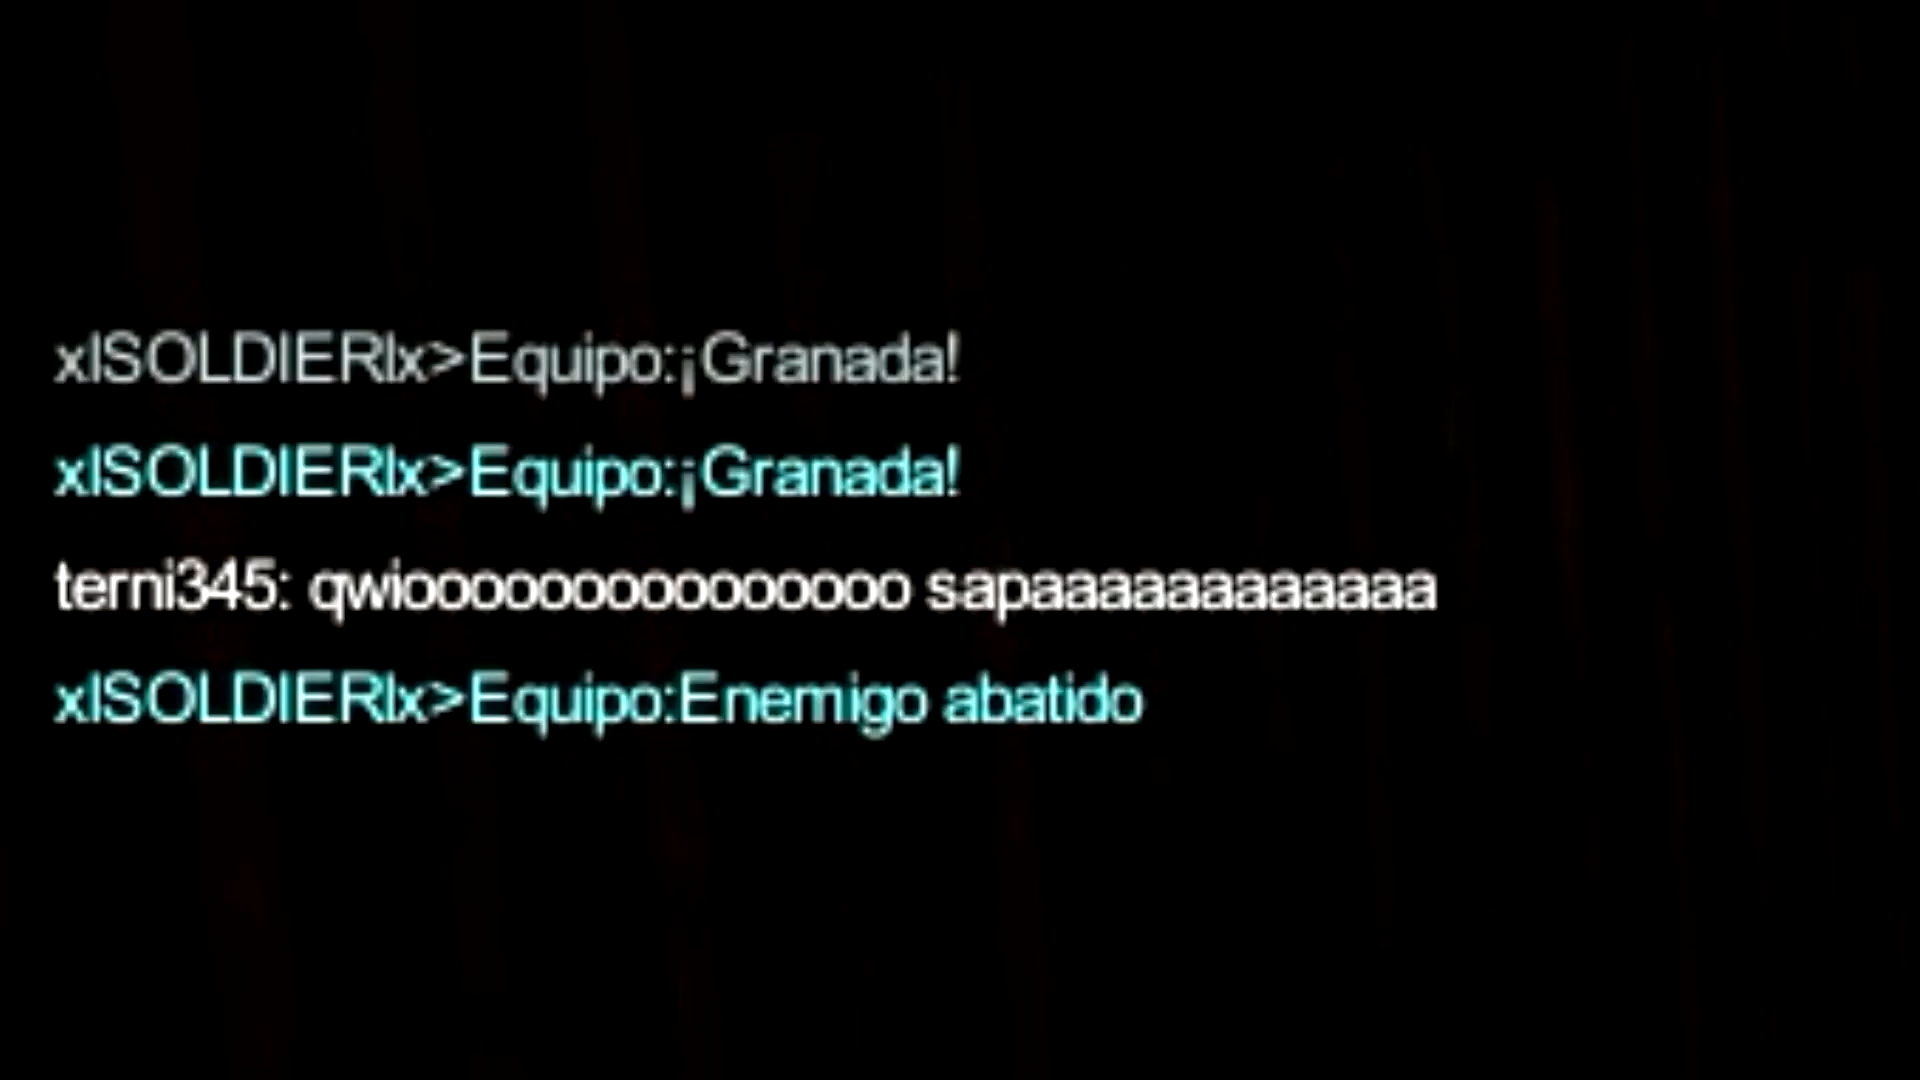 xISOLDIERIx>Equipo:¡Granada!
xISOLDIERIx>Equipo:¡Granada!
terni345: qwiooooooooooooooo sapaaaaaaaaaaaa
xISOLDIERIx>Equipo:Enemigo abatido